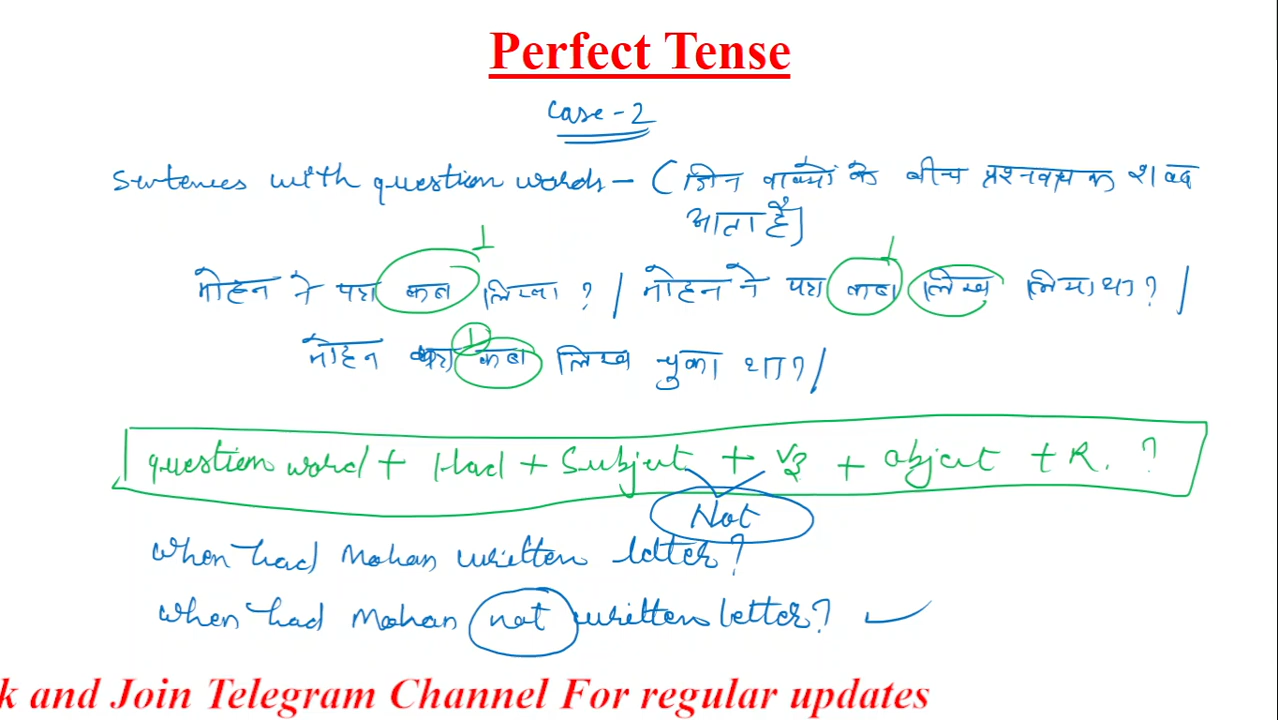 Perfect Tense
Case-2
Sentences with question words - (जिन वाक्यों के बीच प्रश्नवाचक शब्द
आता है)
मोहन ने पत्र कब लिखा ? / मोहन ने पत्र कब लिख लिया था ? /
मोहन पत्र कब लिख चुका था ? /
question word + Had + Subject + V3 + object + R. ?
Not
When had Mohan written letter?
When had Mohan not written letter?
k and Join Telegram Channel For regular updates